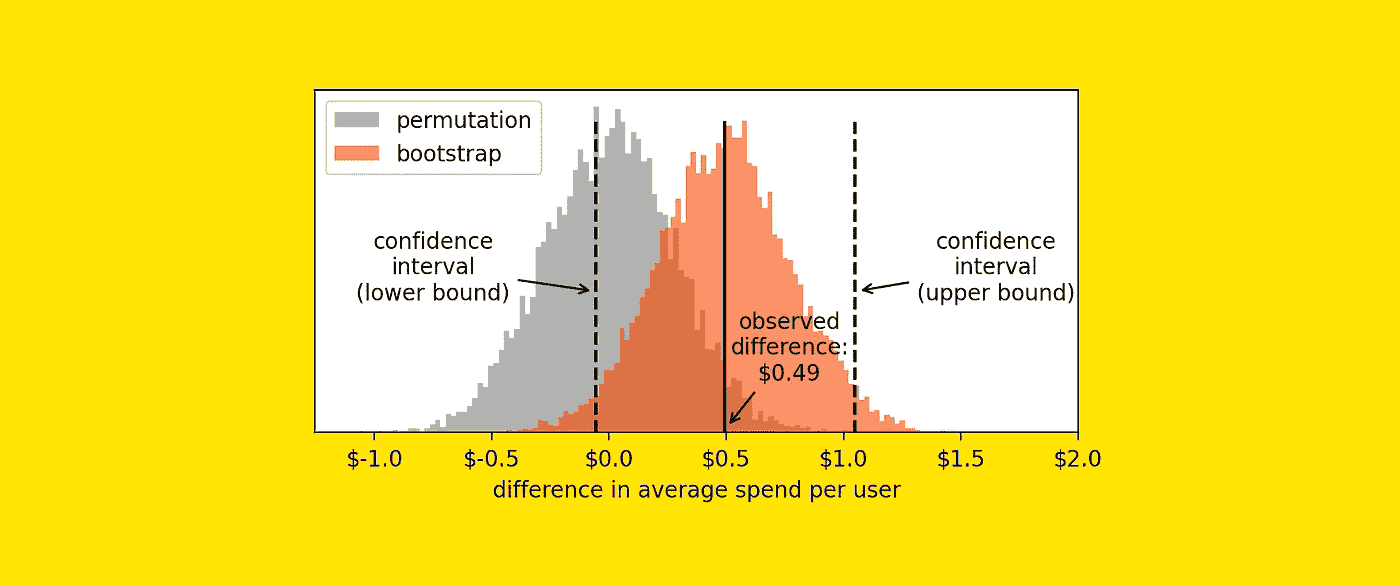 permutation
bootstrap
confidence
interval
(lower bound)
confidence
interval
(upper bound)
observed
difference:
$0.49
$-1.0 $-0.5 $0.0 $0.5 $1.0 $1.5 $2.0
difference in average spend per user